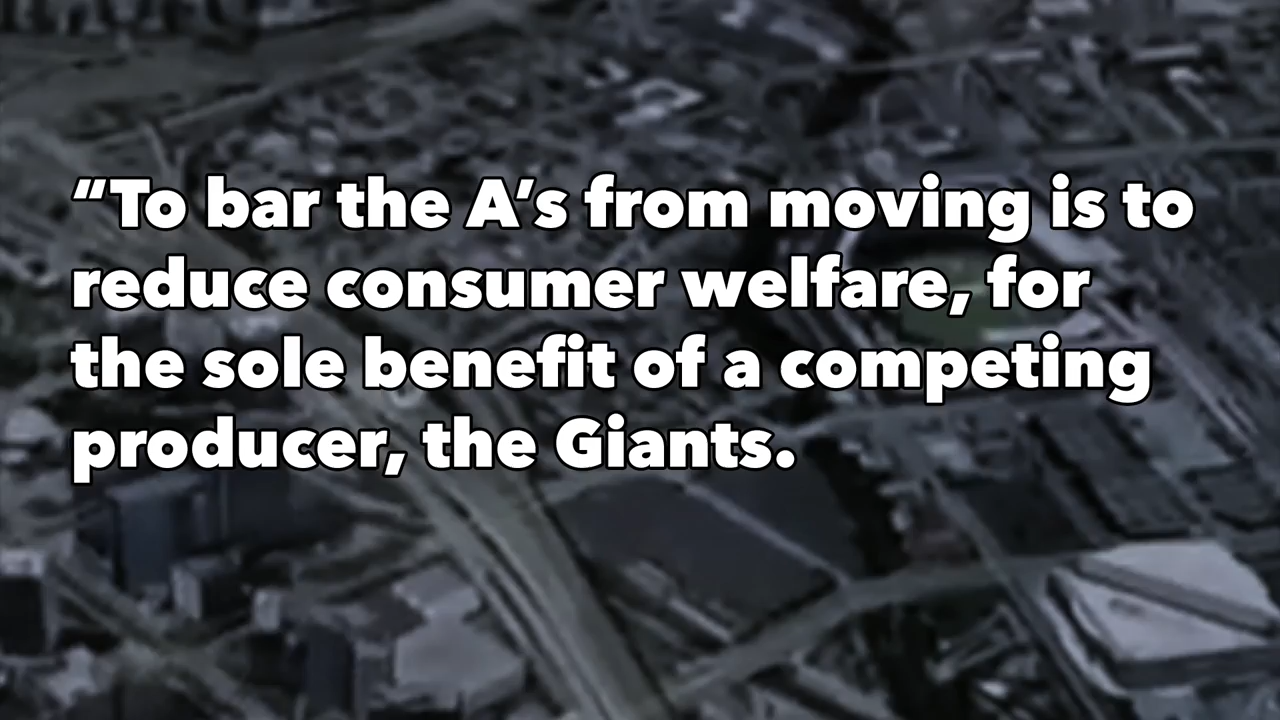 “To bar the A’s from moving is to
reduce consumer welfare, for
the sole benefit of a competing
producer, the Giants.